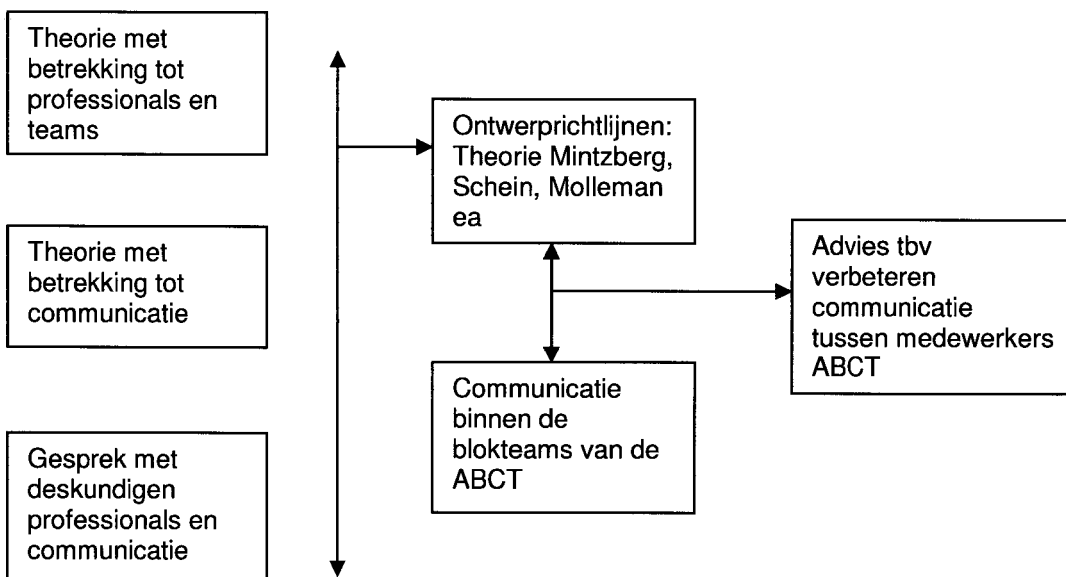 Theorie met
betrekking tot
professionals en
teams
Theorie met
betrekking tot
communicatie
Gesprek met
deskundigen
professionals en
communicatie
Ontwerprichtlijnen:
Theorie Mintzberg,
Schein, Molleman
ea
Communicatie
binnen de
blokteams van de
ABCT
Advies tbv
verbeteren
communicatie
tussen medewerkers
ABCT